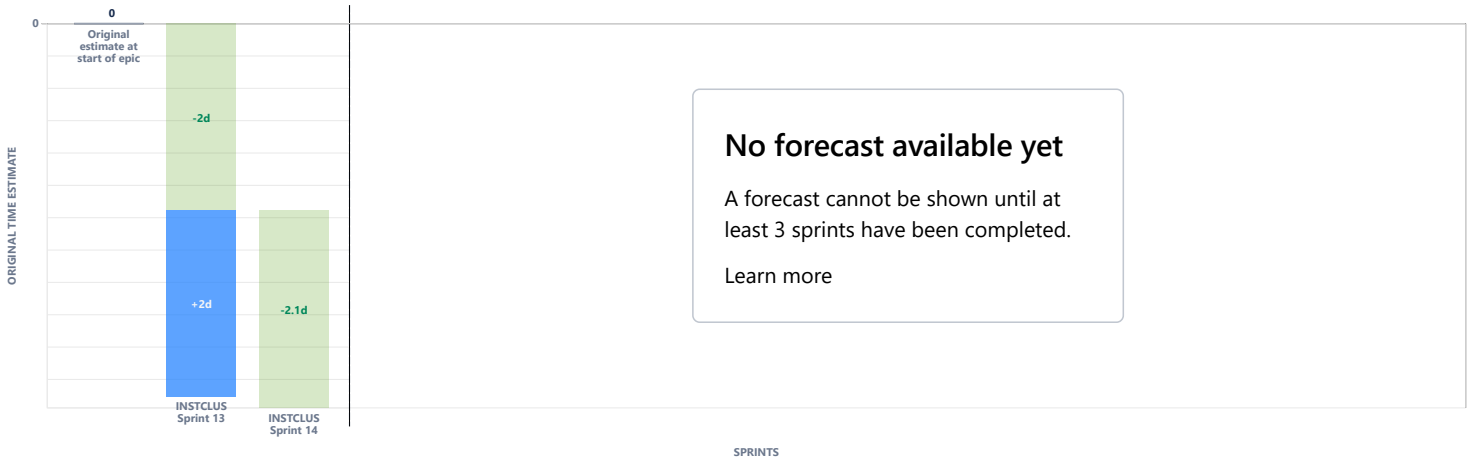 0
0
Original
estimate at
start of epic
-2d
+2d
-2.1d
ORIGINAL TIME ESTIMATE
INSTCLUS
Sprint 13
INSTCLUS
Sprint 14
No forecast available yet
A forecast cannot be shown until at
least 3 sprints have been completed.
Learn more
SPRINTS